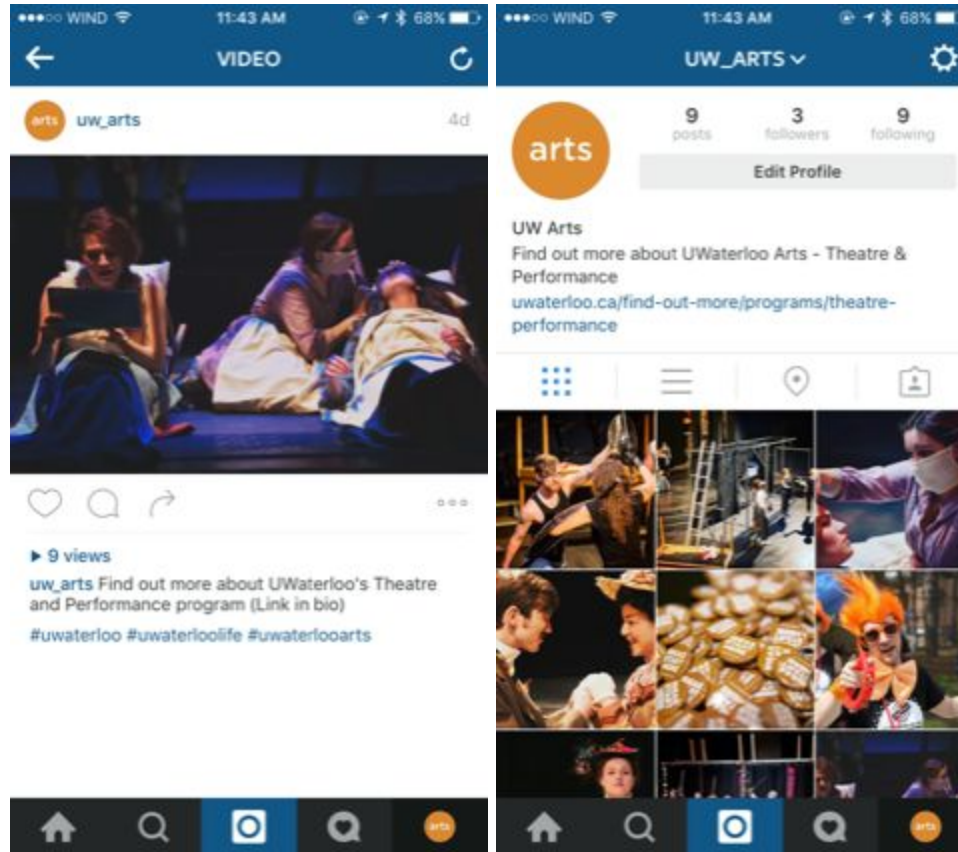 WIND 11:43 AM 68%
VIDEO
arts uw_arts 4d
9 views
uw_arts Find out more about UWaterloo's Theatre
and Performance program (Link in bio)
#uwaterloo #uwaterloolife #uwaterlooarts
arts
WIND 11:43 AM 68%
UW_ARTS
arts
9 3 9
posts followers following
Edit Profile
UW Arts
Find out more about UWaterloo Arts - Theatre &
Performance
uwaterloo.ca/find-out-more/programs/theatre-
performance
arts